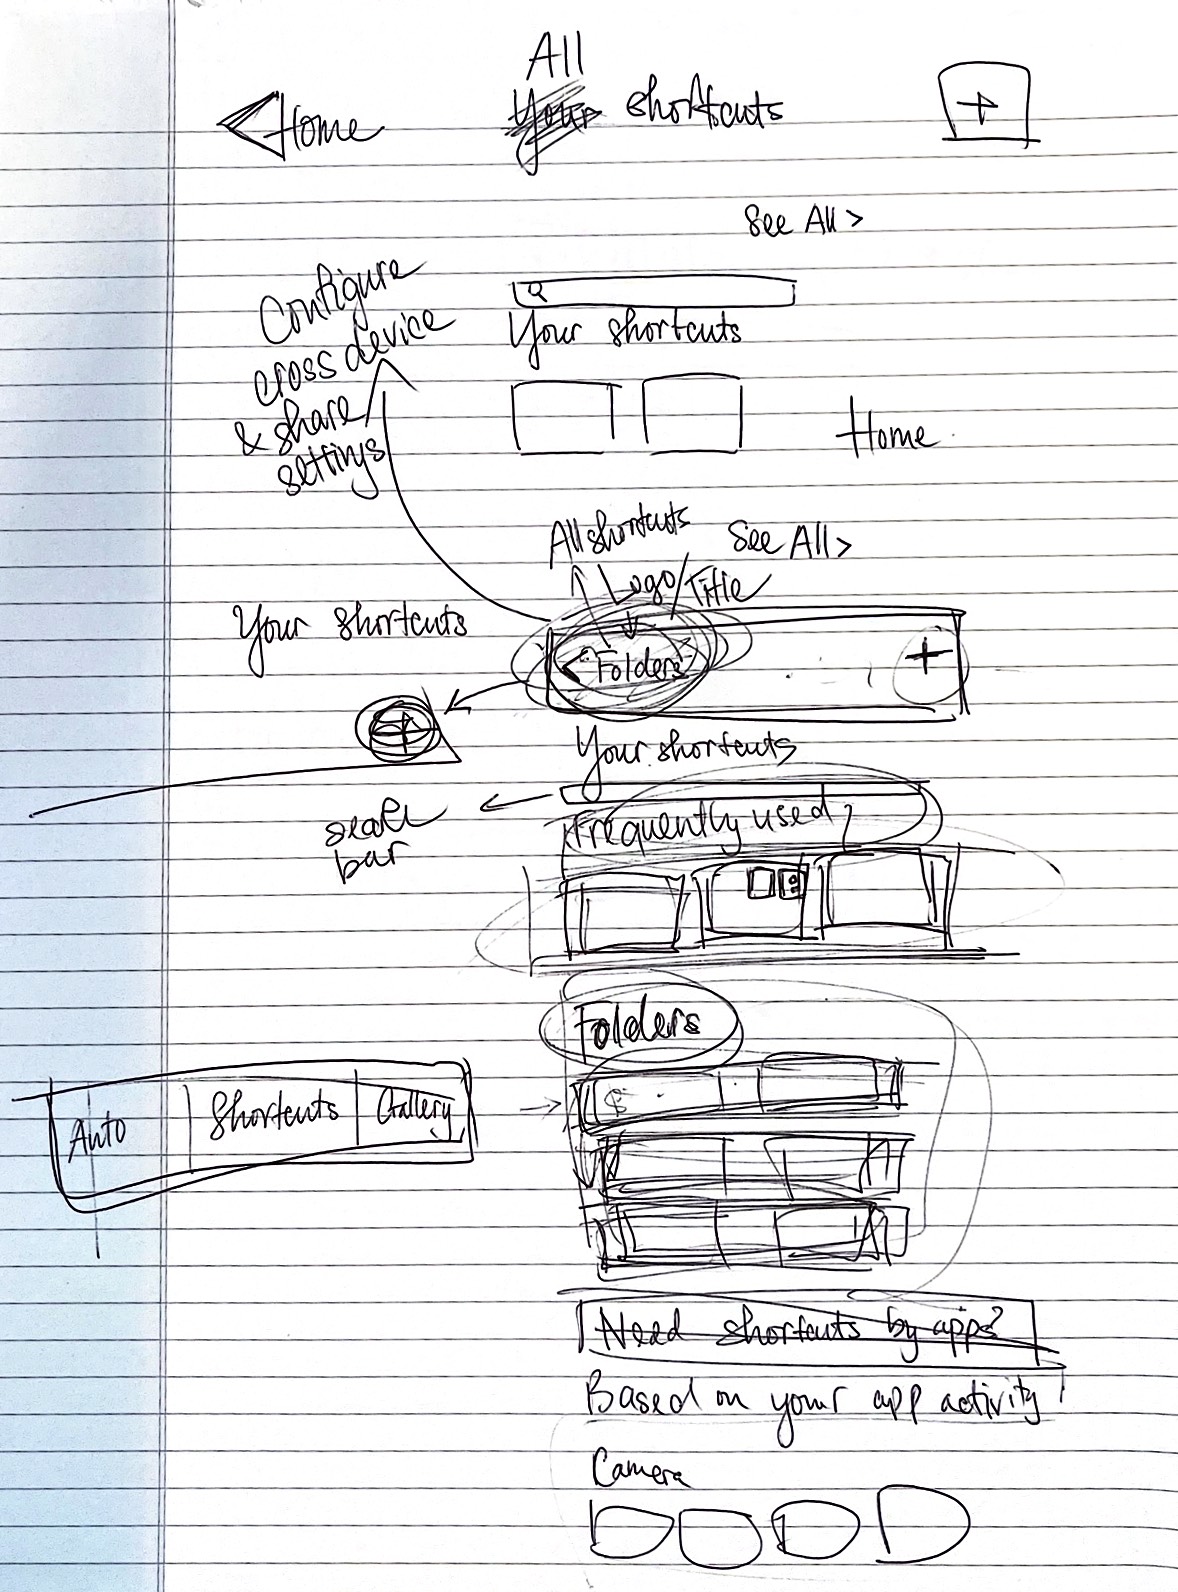 All
<Home Your shortcuts +
See All >
Configure
cross device
& share
settings
Your shortcuts
Home
All shortcuts
See All >
Logo/Title
Your shortcuts
< Folders +
Your shortcuts
search
bar
Frequently used
Folders
Auto Shortcuts Gallery
Need shortcuts by apps?
Based on your app activity
Camera